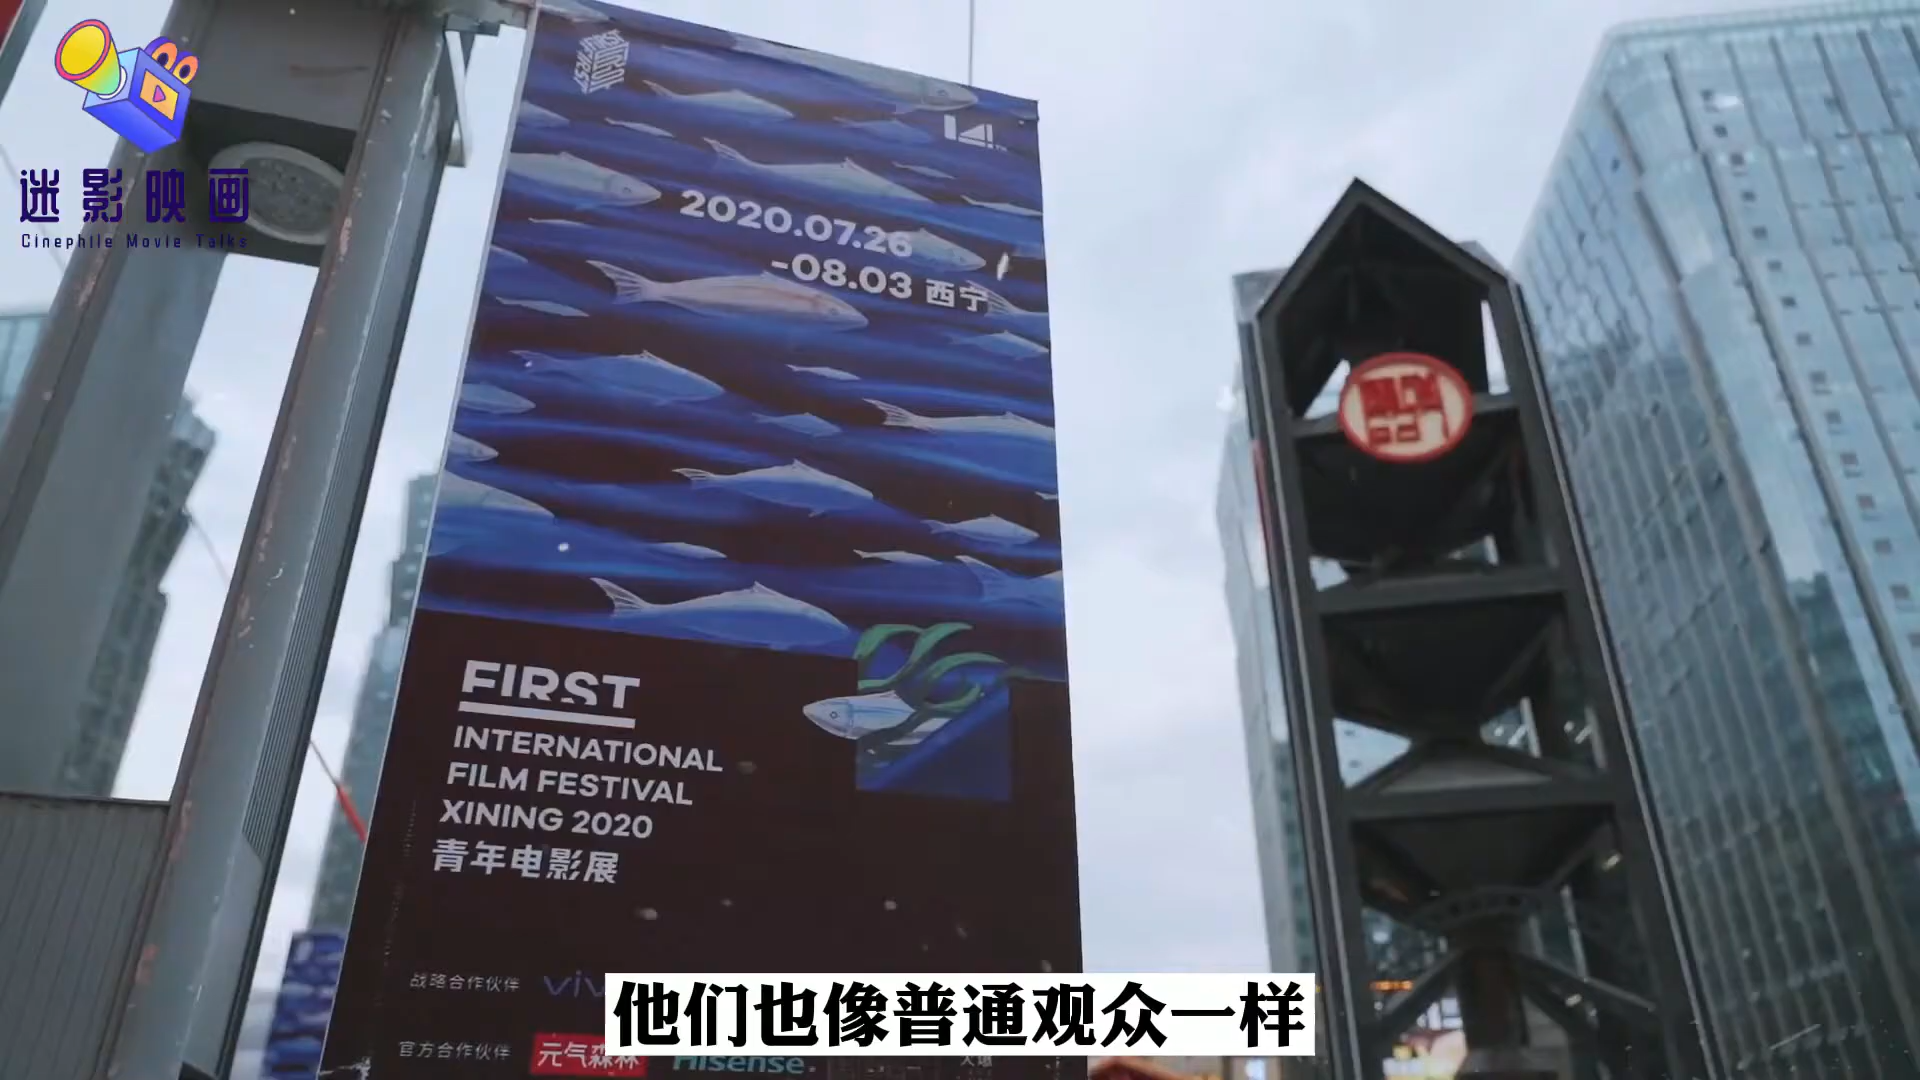 迷影映画
Cinephile Movie Talks
FIRST
14
2020.07.26
-08.03 西宁
FIRST
INTERNATIONAL
FILM FESTIVAL
XINING 2020
青年电影展
战略合作伙伴
官方合作伙伴 元气森林 Hisense
他们也像普通观众一样